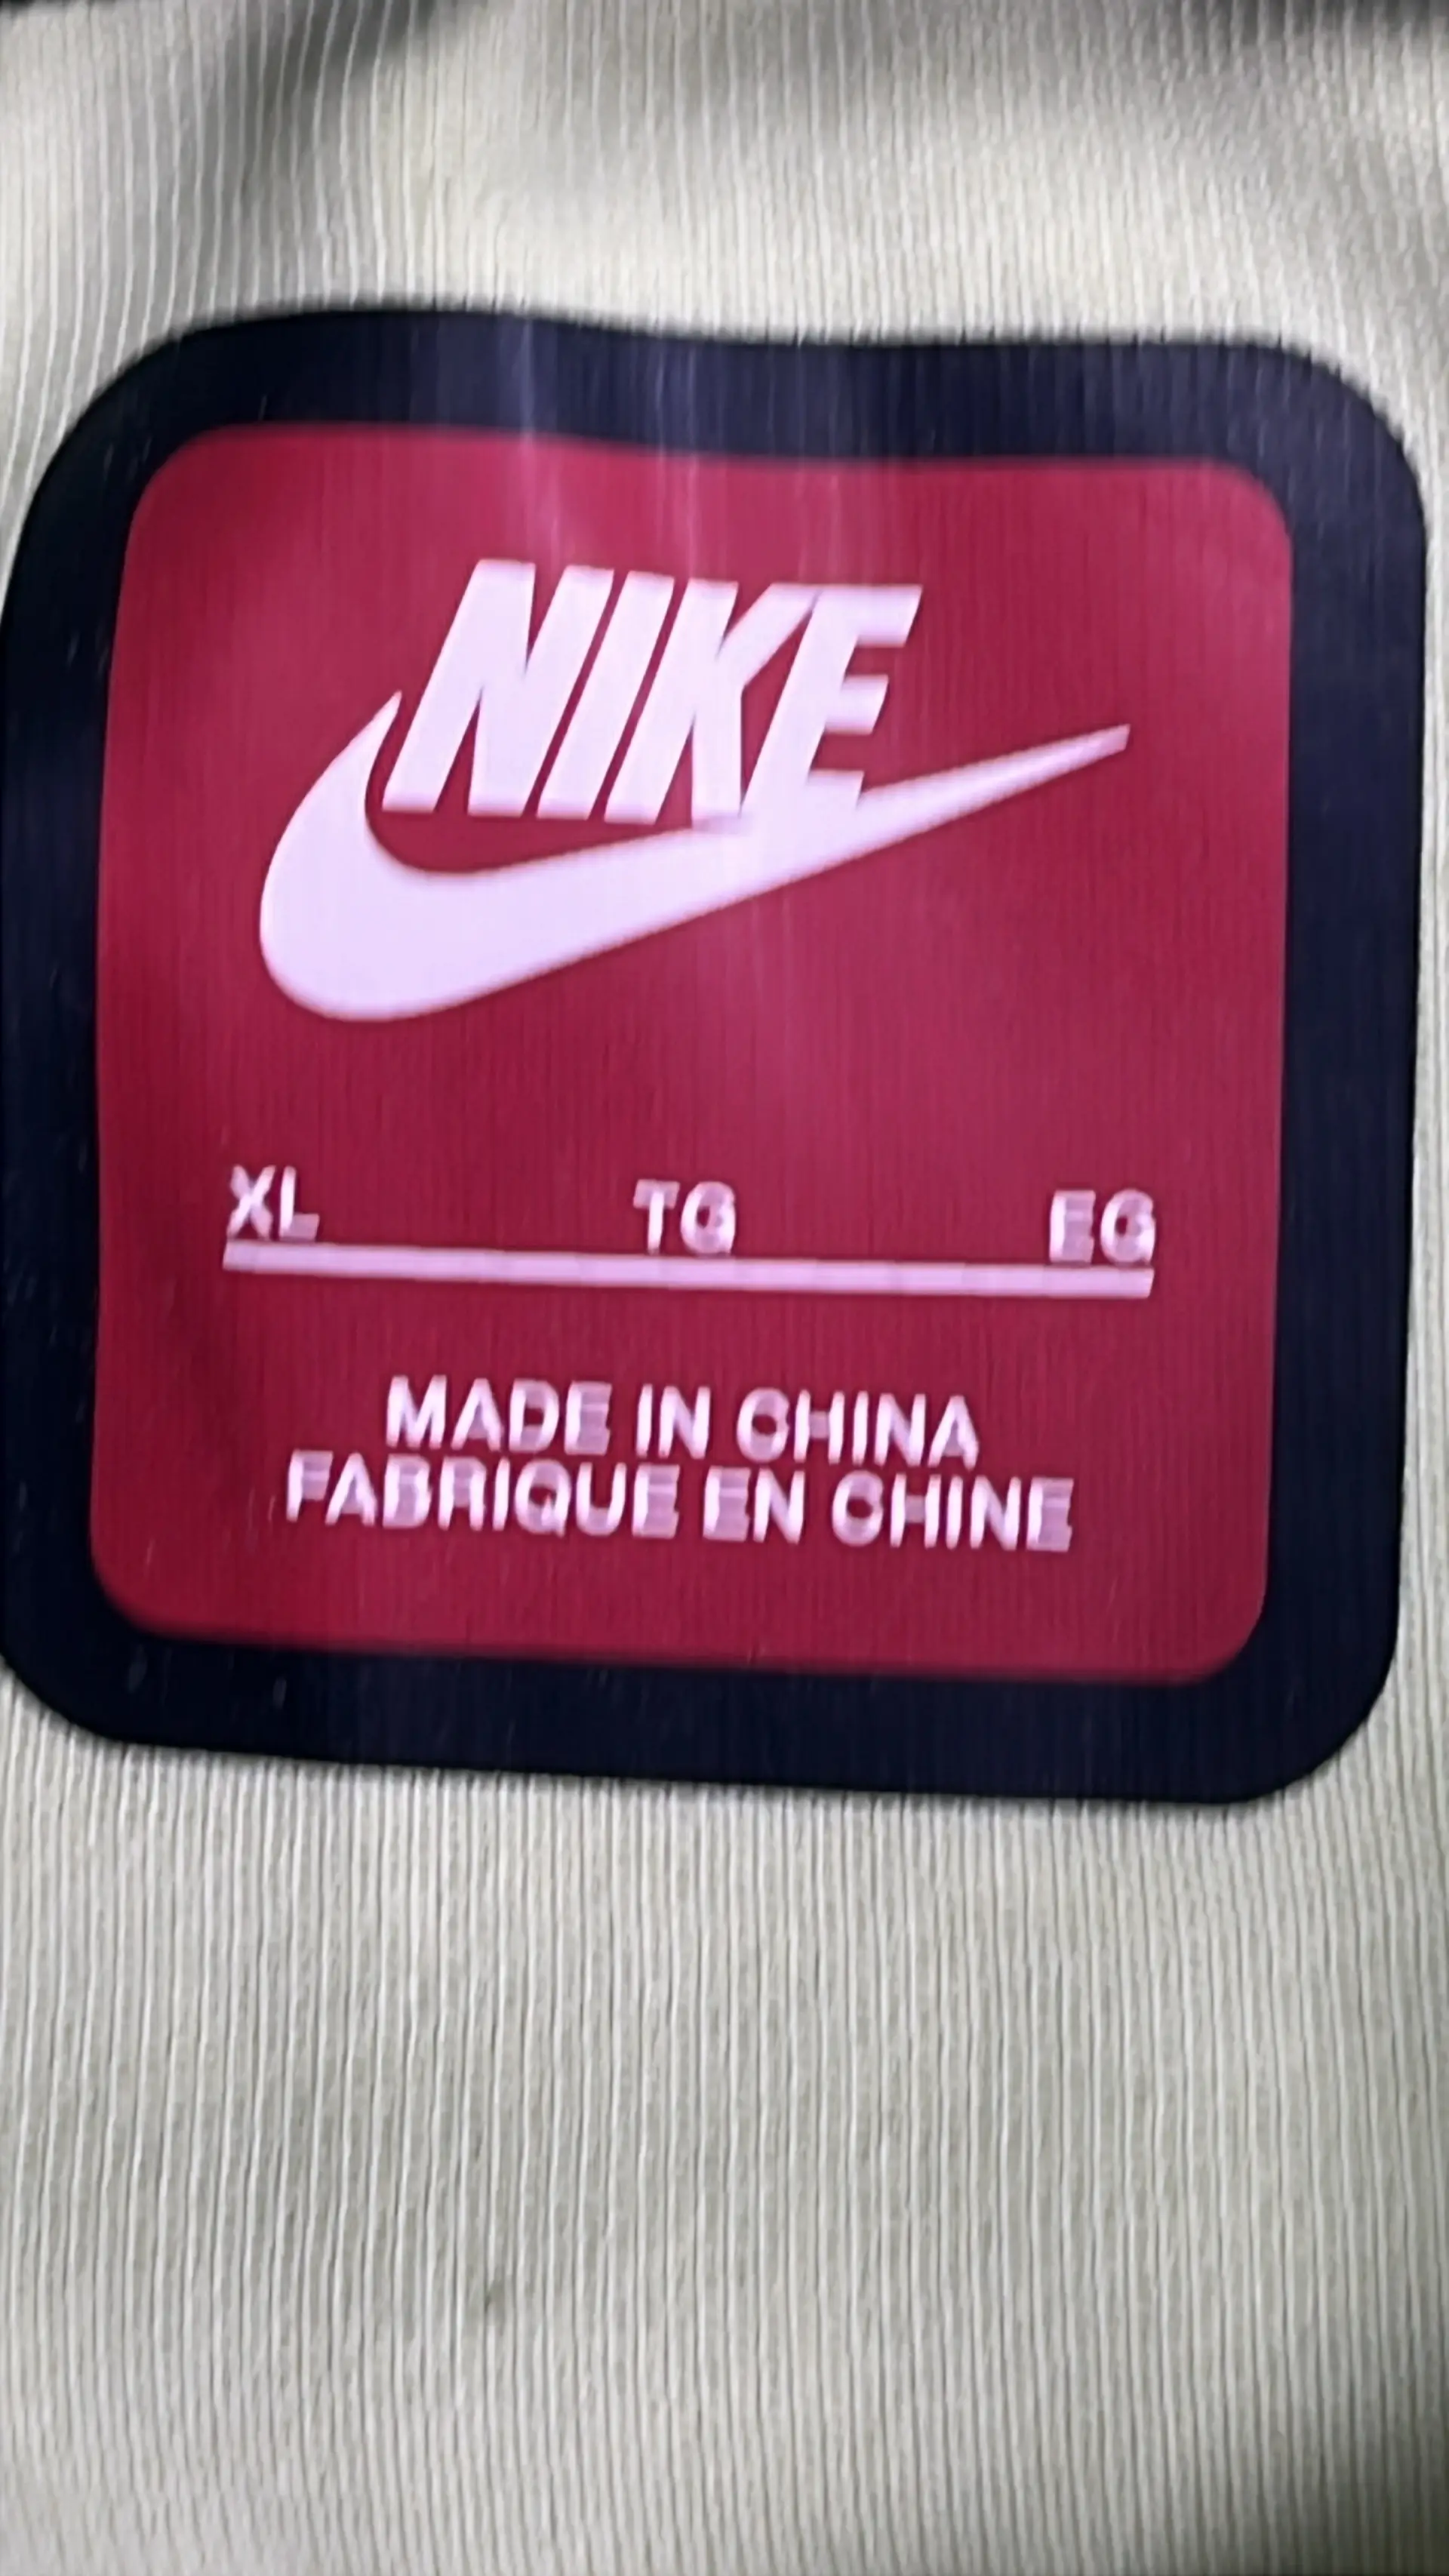 NIKE
XL TG EG
MADE IN CHINA
FABRIQUE EN CHINE